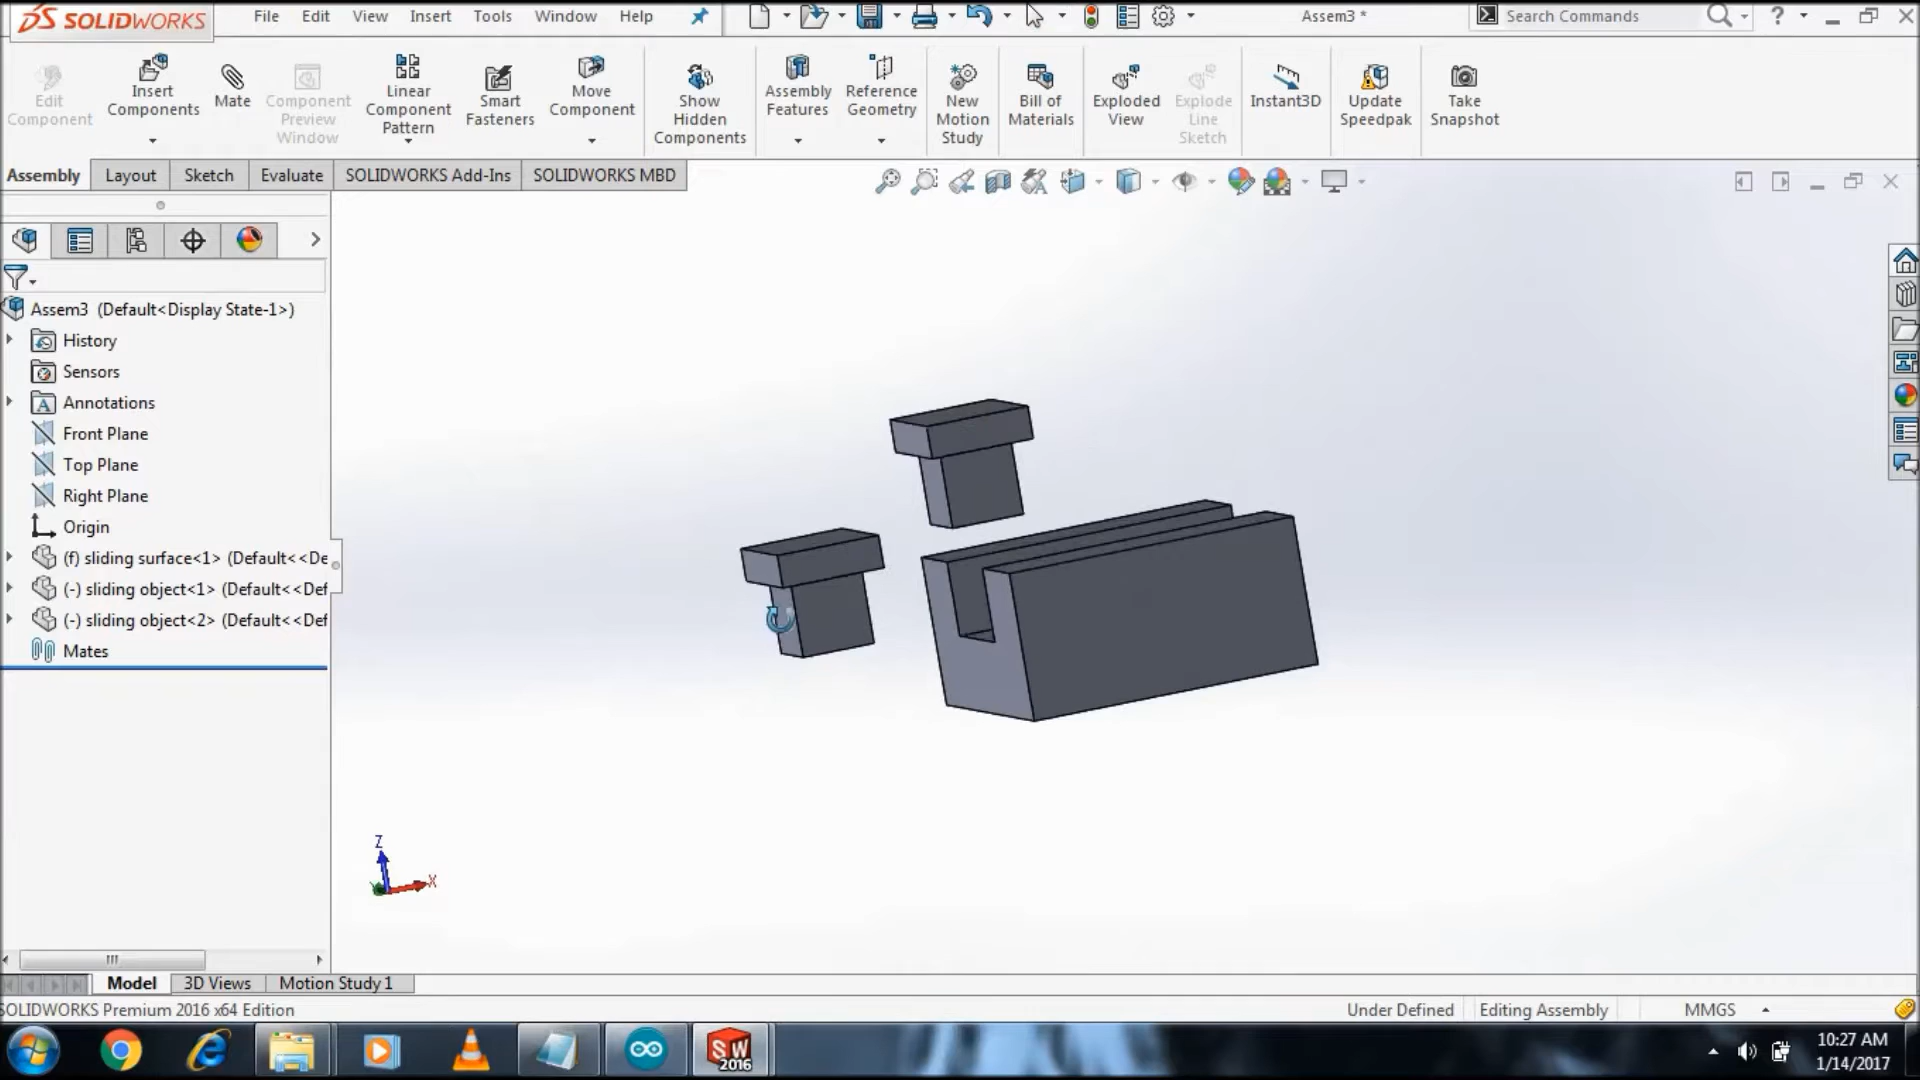 SOLIDWORKS File Edit View Insert Tools Window Help Assem3 * Search Commands ?
Edit Component
Insert Components
Mate
Component Preview Window
Linear Component Pattern
Smart Fasteners
Move Component
Show Hidden Components
Assembly Features
Reference Geometry
New Motion Study
Bill of Materials
Exploded View
Explode Line Sketch
Instant3D
Update Speedpak
Take Snapshot
Assembly Layout Sketch Evaluate SOLIDWORKS Add-Ins SOLIDWORKS MBD
Assem3 (Default<Display State-1>)
History
Sensors
Annotations
Front Plane
Top Plane
Right Plane
Origin
(f) sliding surface<1> (Default<<De
(-) sliding object<1> (Default<<Def
(-) sliding object<2> (Default<<Def
Mates
Z
X
Model 3D Views Motion Study 1
SOLIDWORKS Premium 2016 x64 Edition Under Defined Editing Assembly MMGS
SW 2016
10:27 AM
1/14/2017